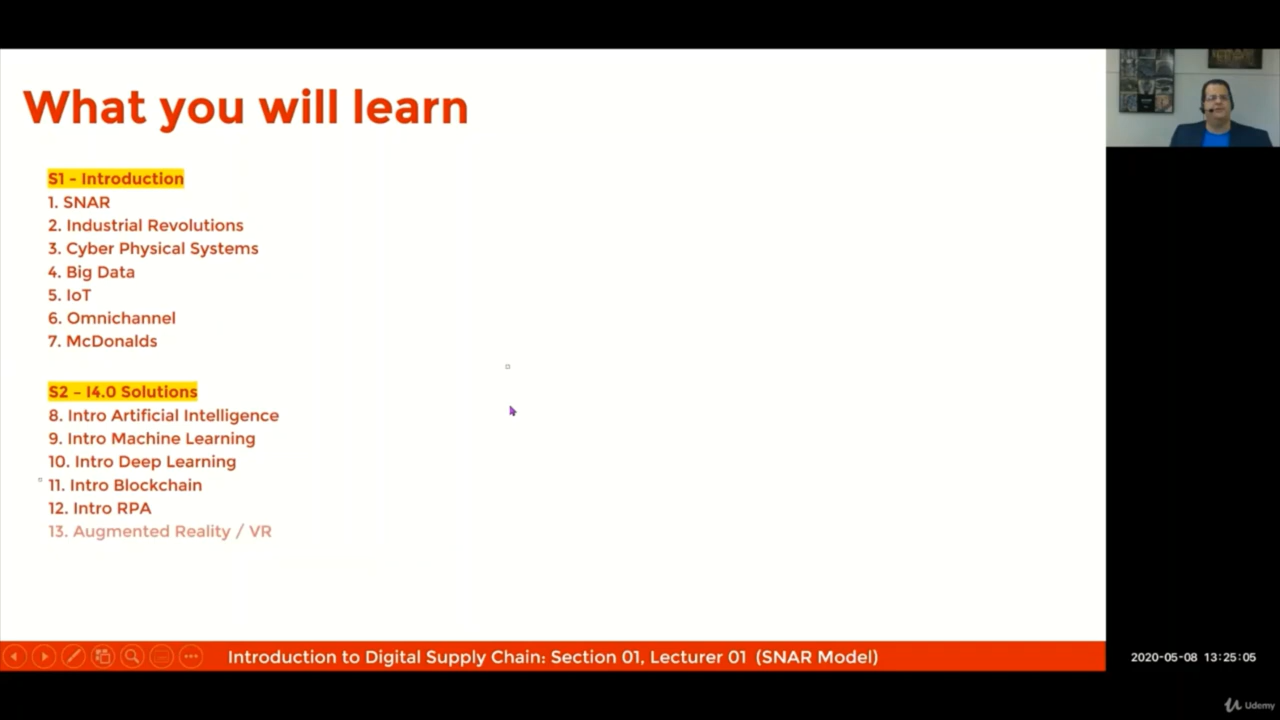 What you will learn
S1 - Introduction
1. SNAR
2. Industrial Revolutions
3. Cyber Physical Systems
4. Big Data
5. IoT
6. Omnichannel
7. McDonalds
S2 – I4.0 Solutions
8. Intro Artificial Intelligence
9. Intro Machine Learning
10. Intro Deep Learning
11. Intro Blockchain
12. Intro RPA
13. Augmented Reality / VR
Introduction to Digital Supply Chain: Section 01, Lecturer 01 (SNAR Model)
2020-05-08 13:25:05
Udemy